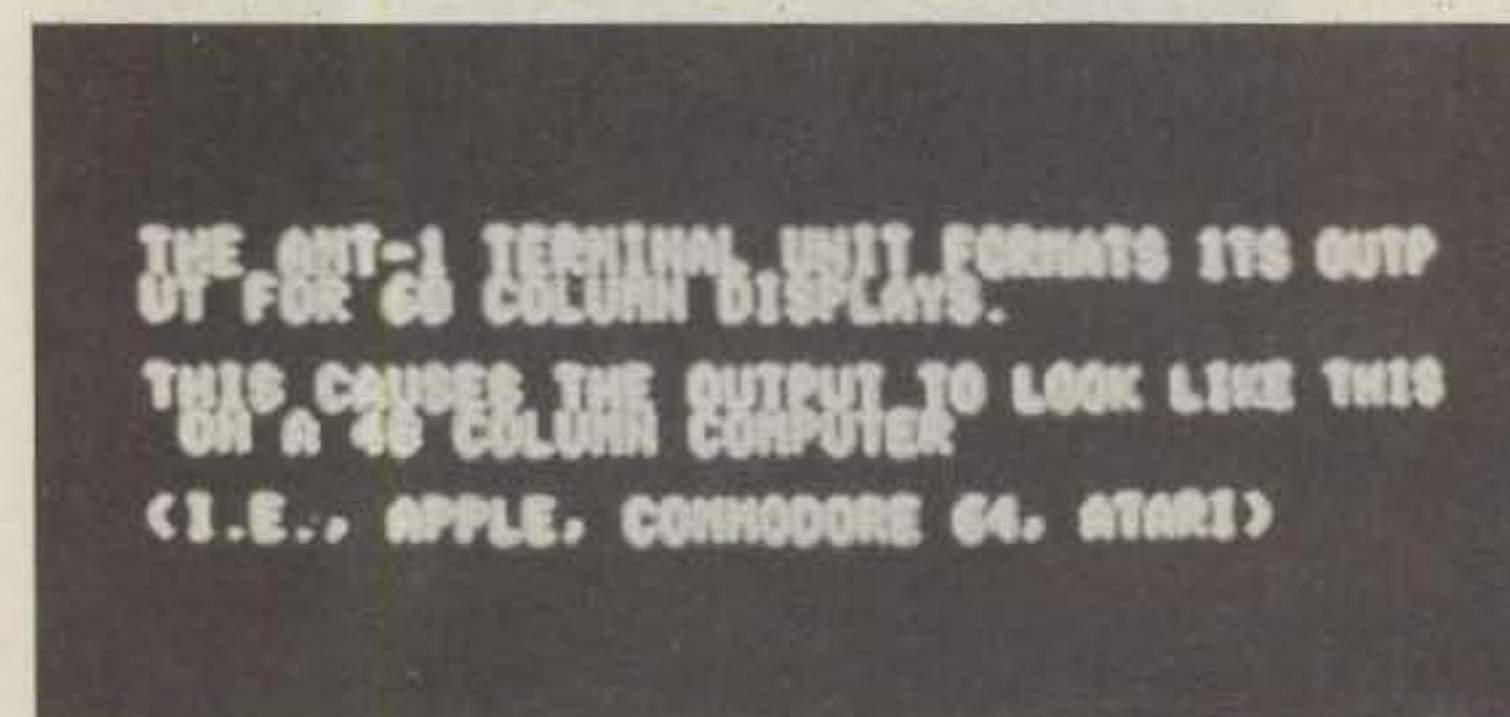 THE AMT-1 TERMINAL UNIT FORMATS ITS OUTP
UT FOR COLUMN DISPLAYS.
THIS CAUSES THE OUTPUT TO LOOK LIKE THIS
ON A 40 COLUMN COMPUTER
(I.E., APPLE, COMMODORE 64, ATARI)